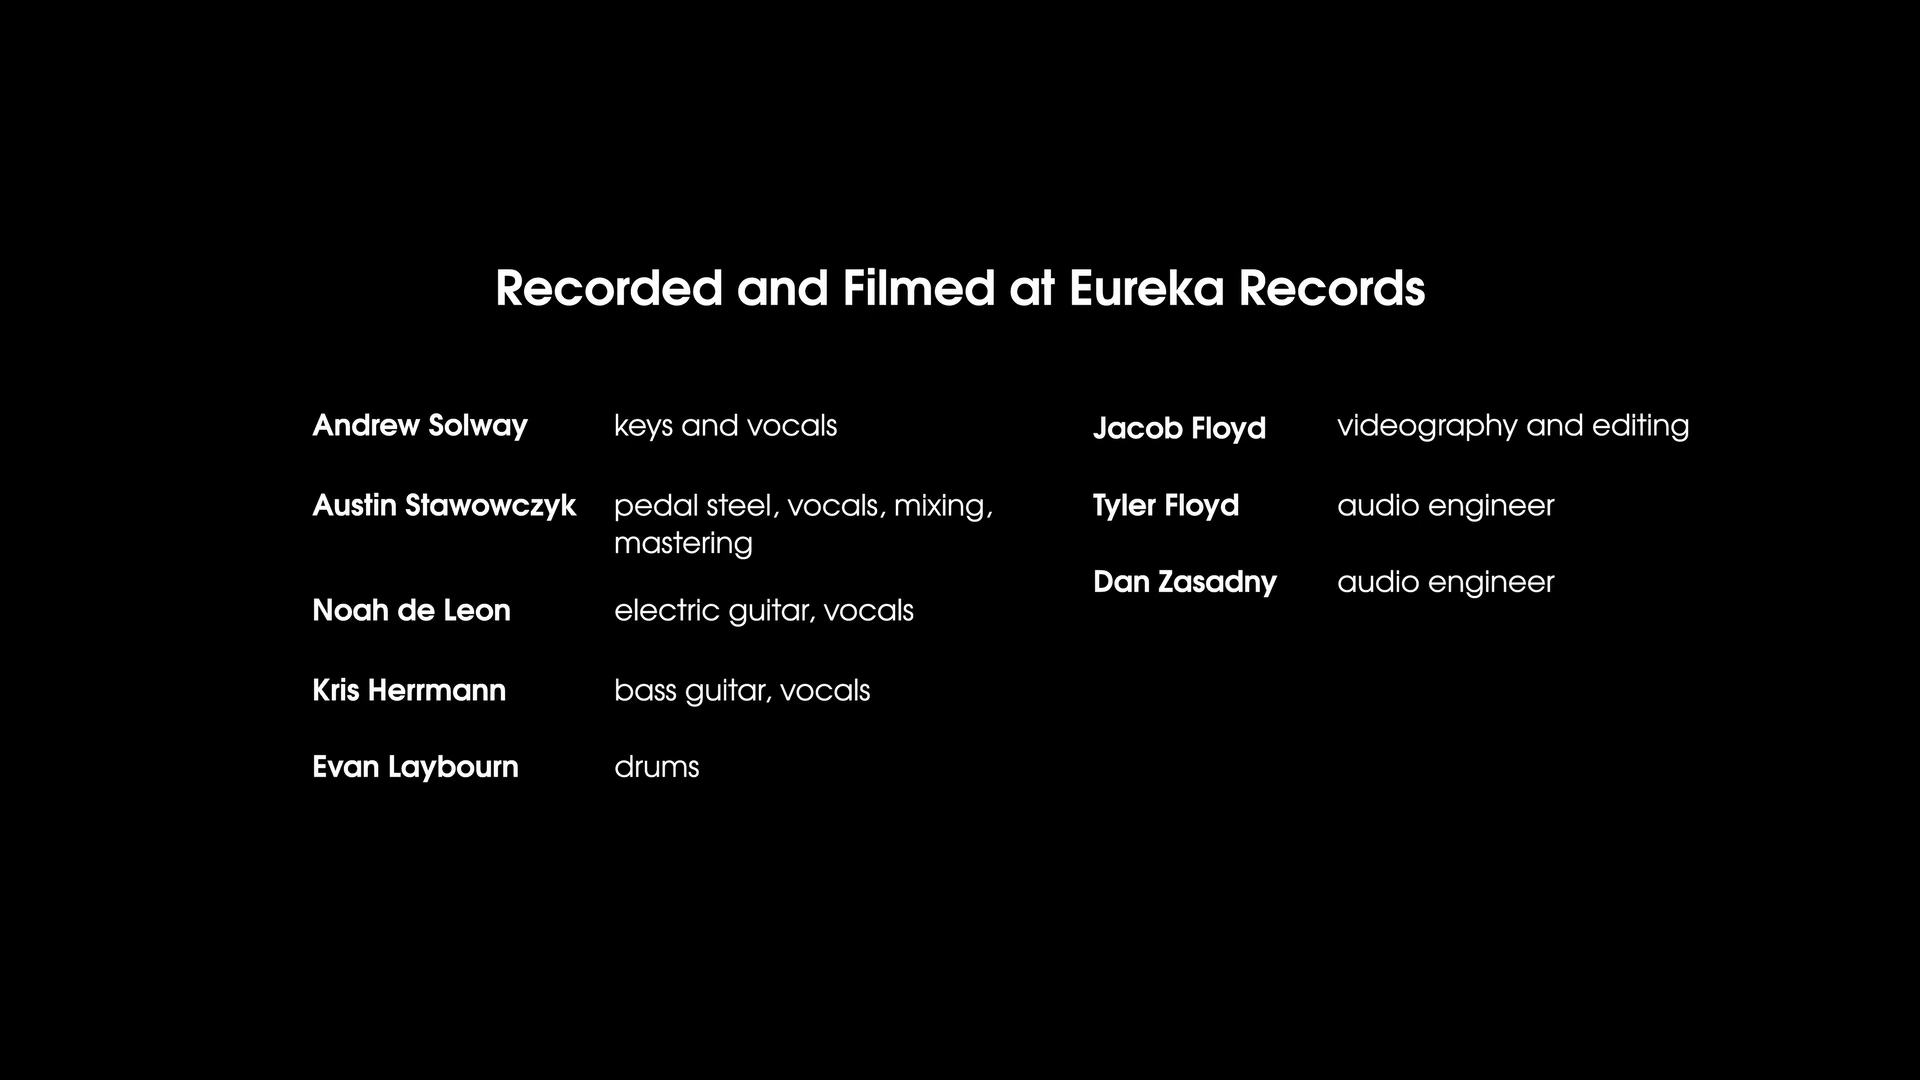 Recorded and Filmed at Eureka Records
Andrew Solway keys and vocals
Austin Stawowczyk pedal steel, vocals, mixing,
mastering
Noah de Leon electric guitar, vocals
Kris Herrmann bass guitar, vocals
Evan Laybourn drums
Jacob Floyd videography and editing
Tyler Floyd audio engineer
Dan Zasadny audio engineer